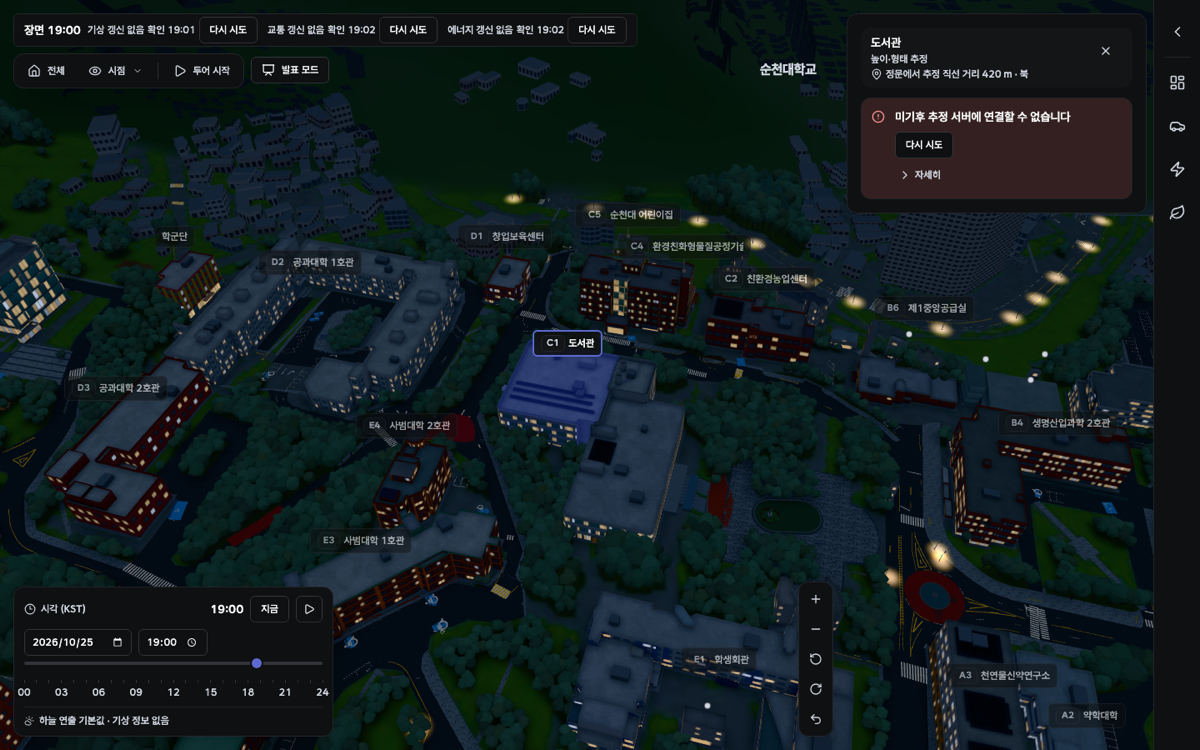 장면 19:00 기상 갱신 없음 확인 19:01 다시 시도 교통 갱신 없음 확인 19:02 다시 시도 에너지 갱신 없음 확인 19:02 다시 시도
전체 시점 투어 시작 발표 모드
순천대학교
도서관
높이·형태 추정
정문에서 추정 직선 거리 420 m · 북
미기후 추정 서버에 연결할 수 없습니다
다시 시도
자세히
C5 순천대 어린이집
학군단
D1 창업보육센터
C4 환경친화형물질공정기술
D2 공과대학 1호관
C2 친환경농업센터
B6 제1중앙공급실
C1 도서관
D3 공과대학 2호관
E4 사범대학 2호관
B4 생명산업과학 2호관
E3 사범대학 1호관
시각 (KST) 19:00 지금
2026/10/25 19:00
00 03 06 09 12 15 18 21 24
하늘 연출 기본값 · 기상 정보 없음
E1 학생회관
A3 천연물신약연구소
A2 약학대학